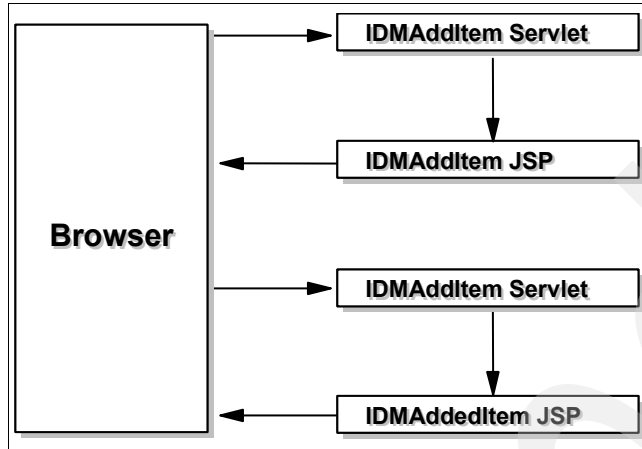 IDMAddItem Servlet
IDMAddItem JSP
Browser
IDMAddItem Servlet
IDMAddedItem JSP